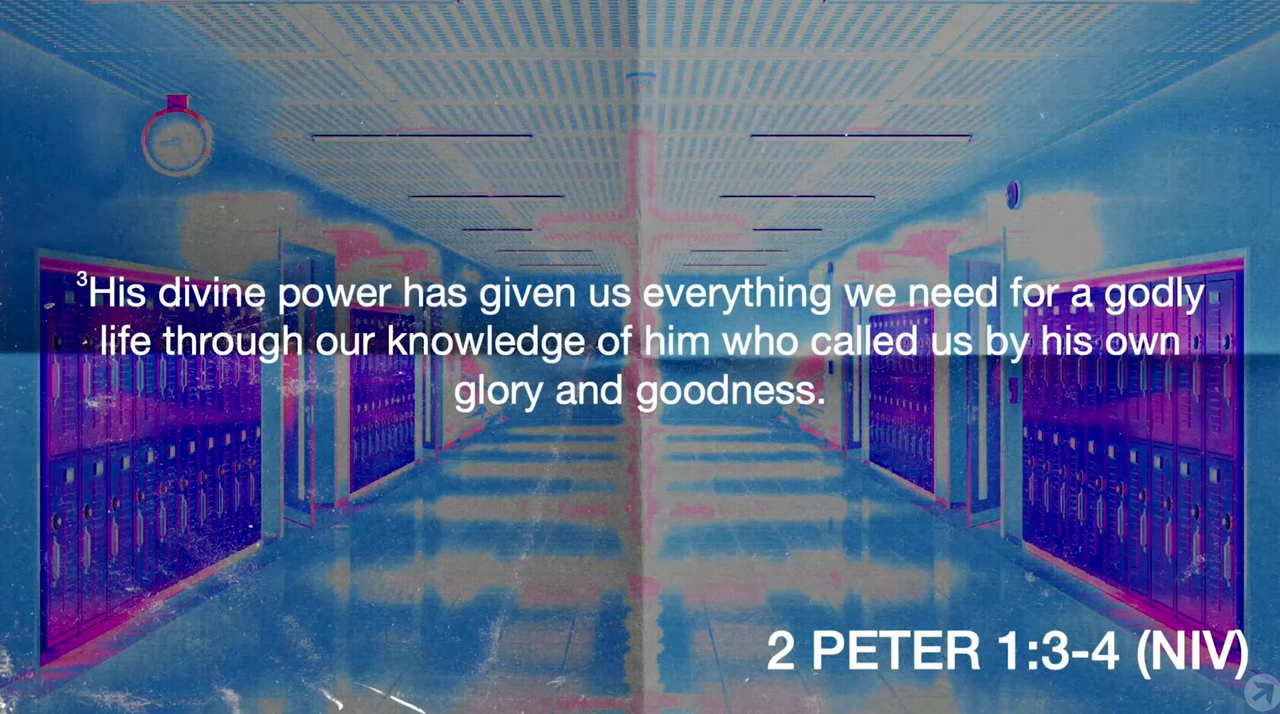 ³His divine power has given us everything we need for a godly
life through our knowledge of him who called us by his own
glory and goodness.
2 PETER 1:3-4 (NIV)